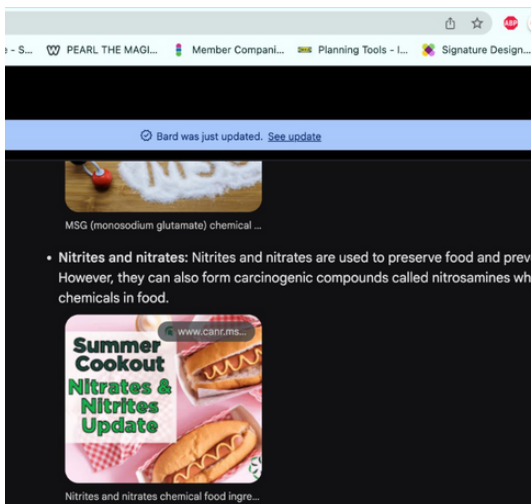 - S...
PEARL THE MAGI...
Member Compani...
Planning Tools - I...
Signature Design...
ABP
Bard was just updated. See update
MSG
MSG (monosodium glutamate) chemical ...
• Nitrites and nitrates: Nitrites and nitrates are used to preserve food and prev
However, they can also form carcinogenic compounds called nitrosamines wh
chemicals in food.
www.canr.ms...
Summer
Cookout
Nitrates &
Nitrites
Update
Nitrites and nitrates chemical food ingre...